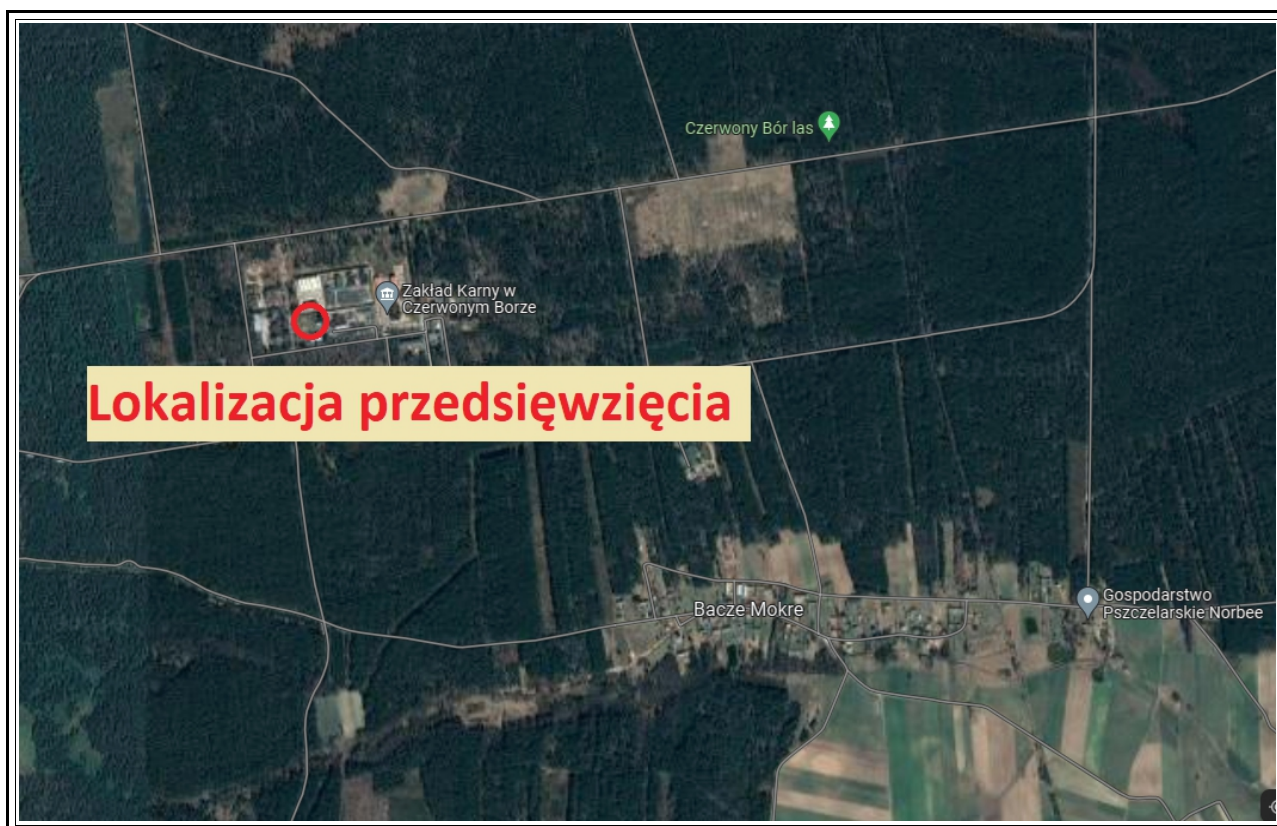 Czerwony Bór las
Zakład Karny w
Czerwonym Borze
Lokalizacja przedsięwzięcia
Bacze Mokre
Gospodarstwo
Pszczelarskie Norbee